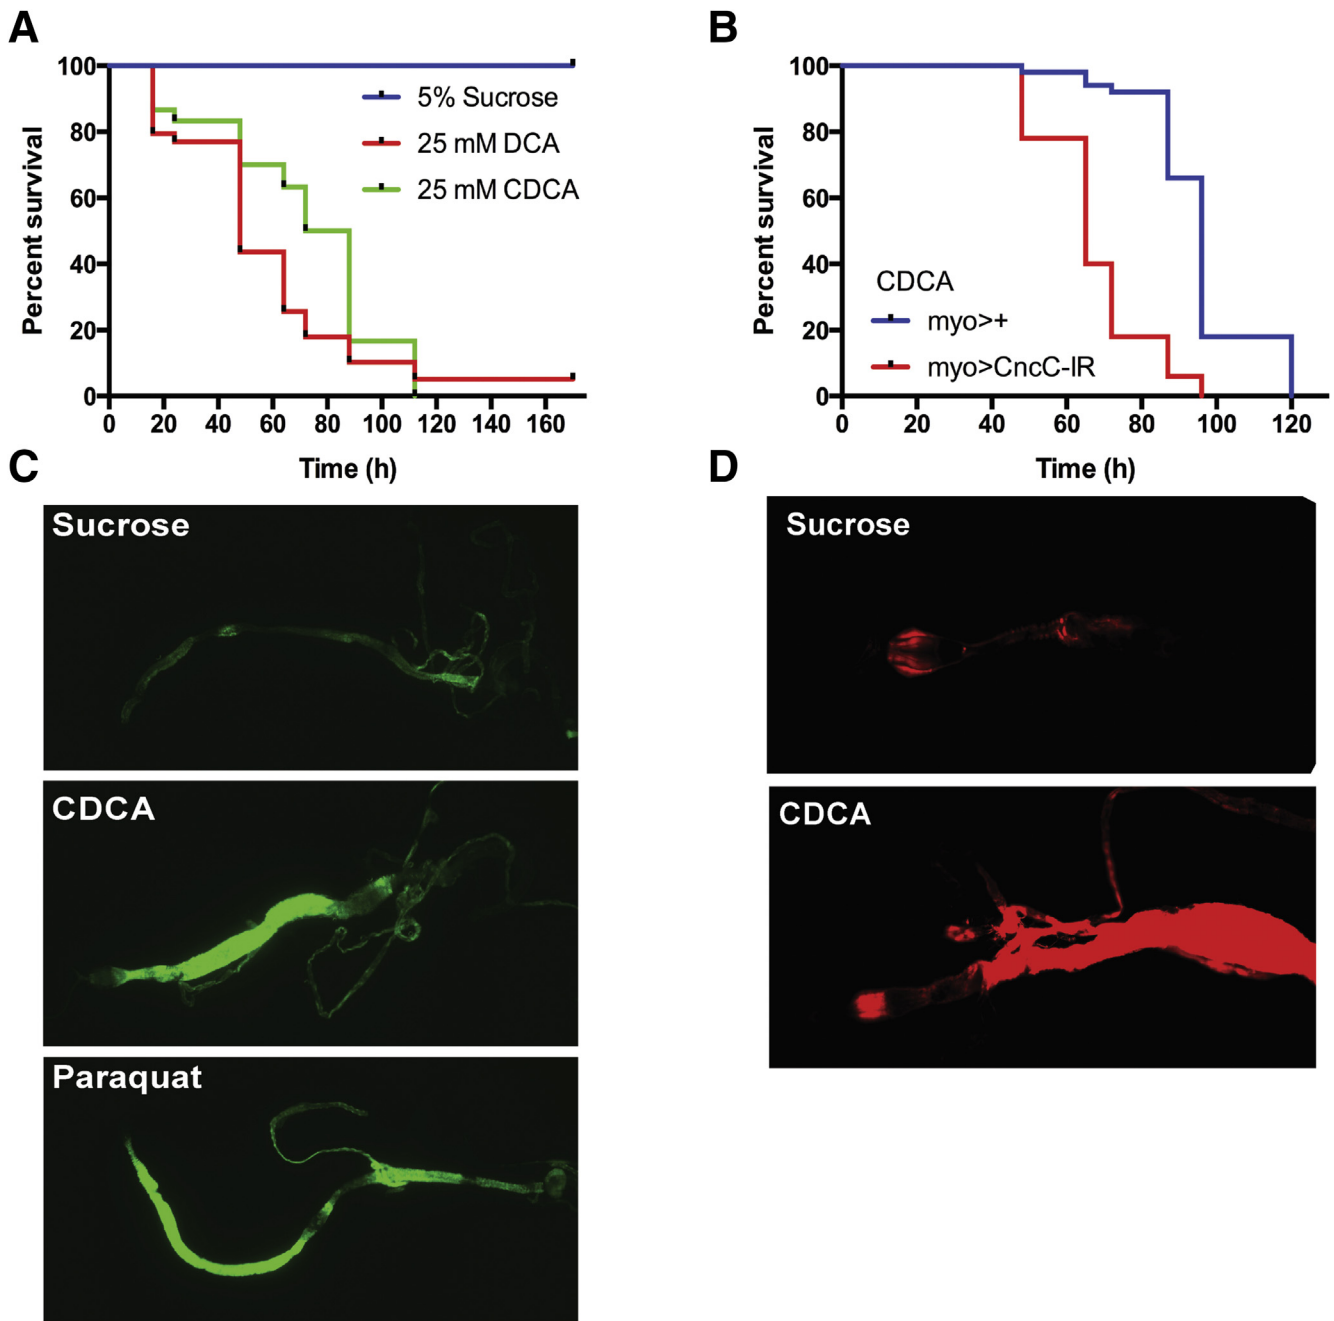 A
B
100
80
60
40
20
0
Percent survival
5% Sucrose
25 mM DCA
25 mM CDCA
0 20 40 60 80 100 120 140 160
Time (h)
100
80
60
40
20
0
Percent survival
CDCA
myo>+
myo>CncC-IR
0 20 40 60 80 100 120
Time (h)
C
D
Sucrose
CDCA
Paraquat
Sucrose
CDCA